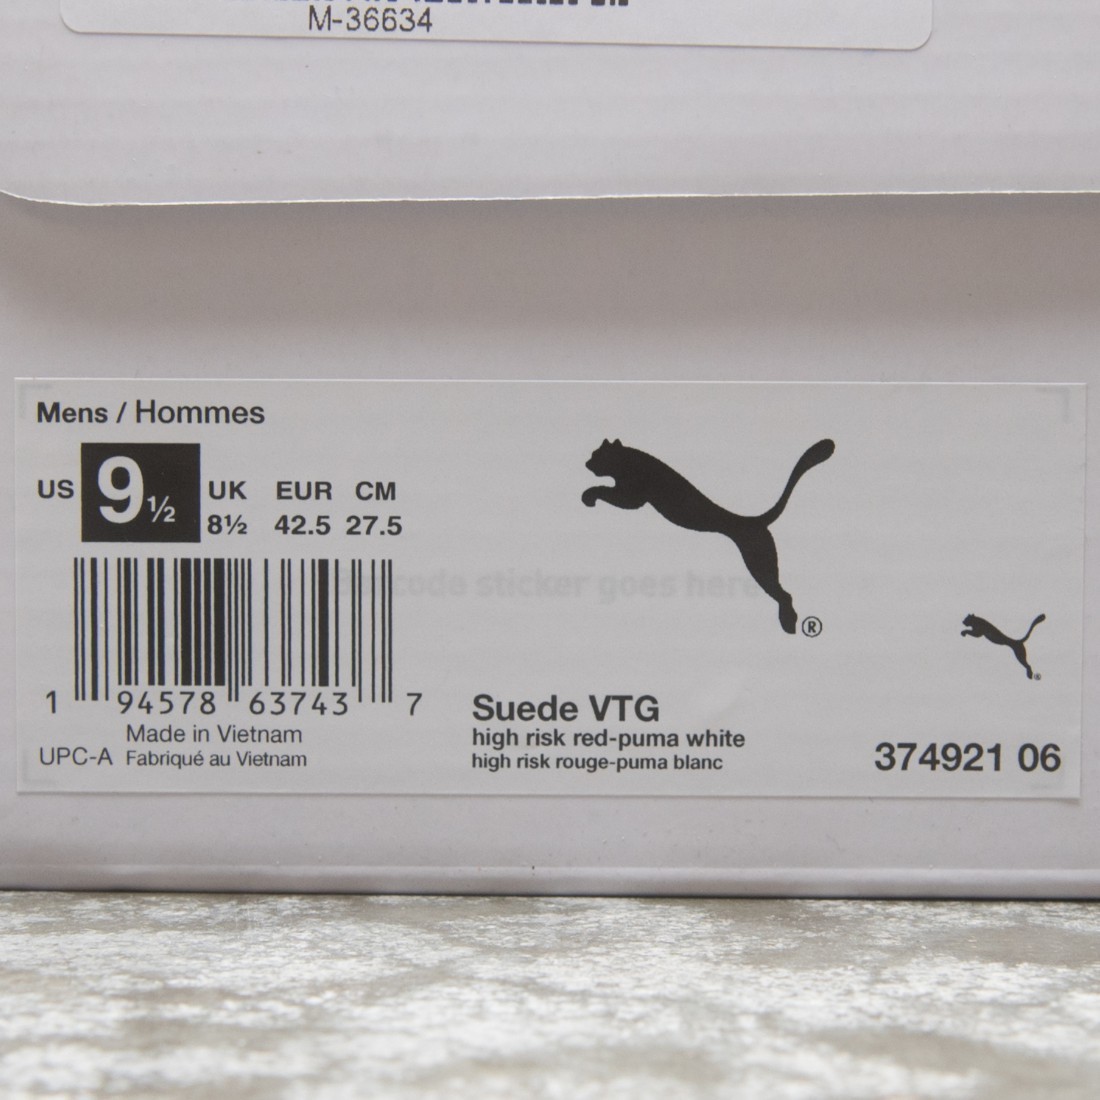 M-36634
Mens / Hommes
US 9½ UK EUR CM
8½ 42.5 27.5
Barcode sticker goes here
®
1 94578 63743 7
Made in Vietnam
UPC-A Fabriqué au Vietnam
Suede VTG
high risk red-puma white
high risk rouge-puma blanc
374921 06
®